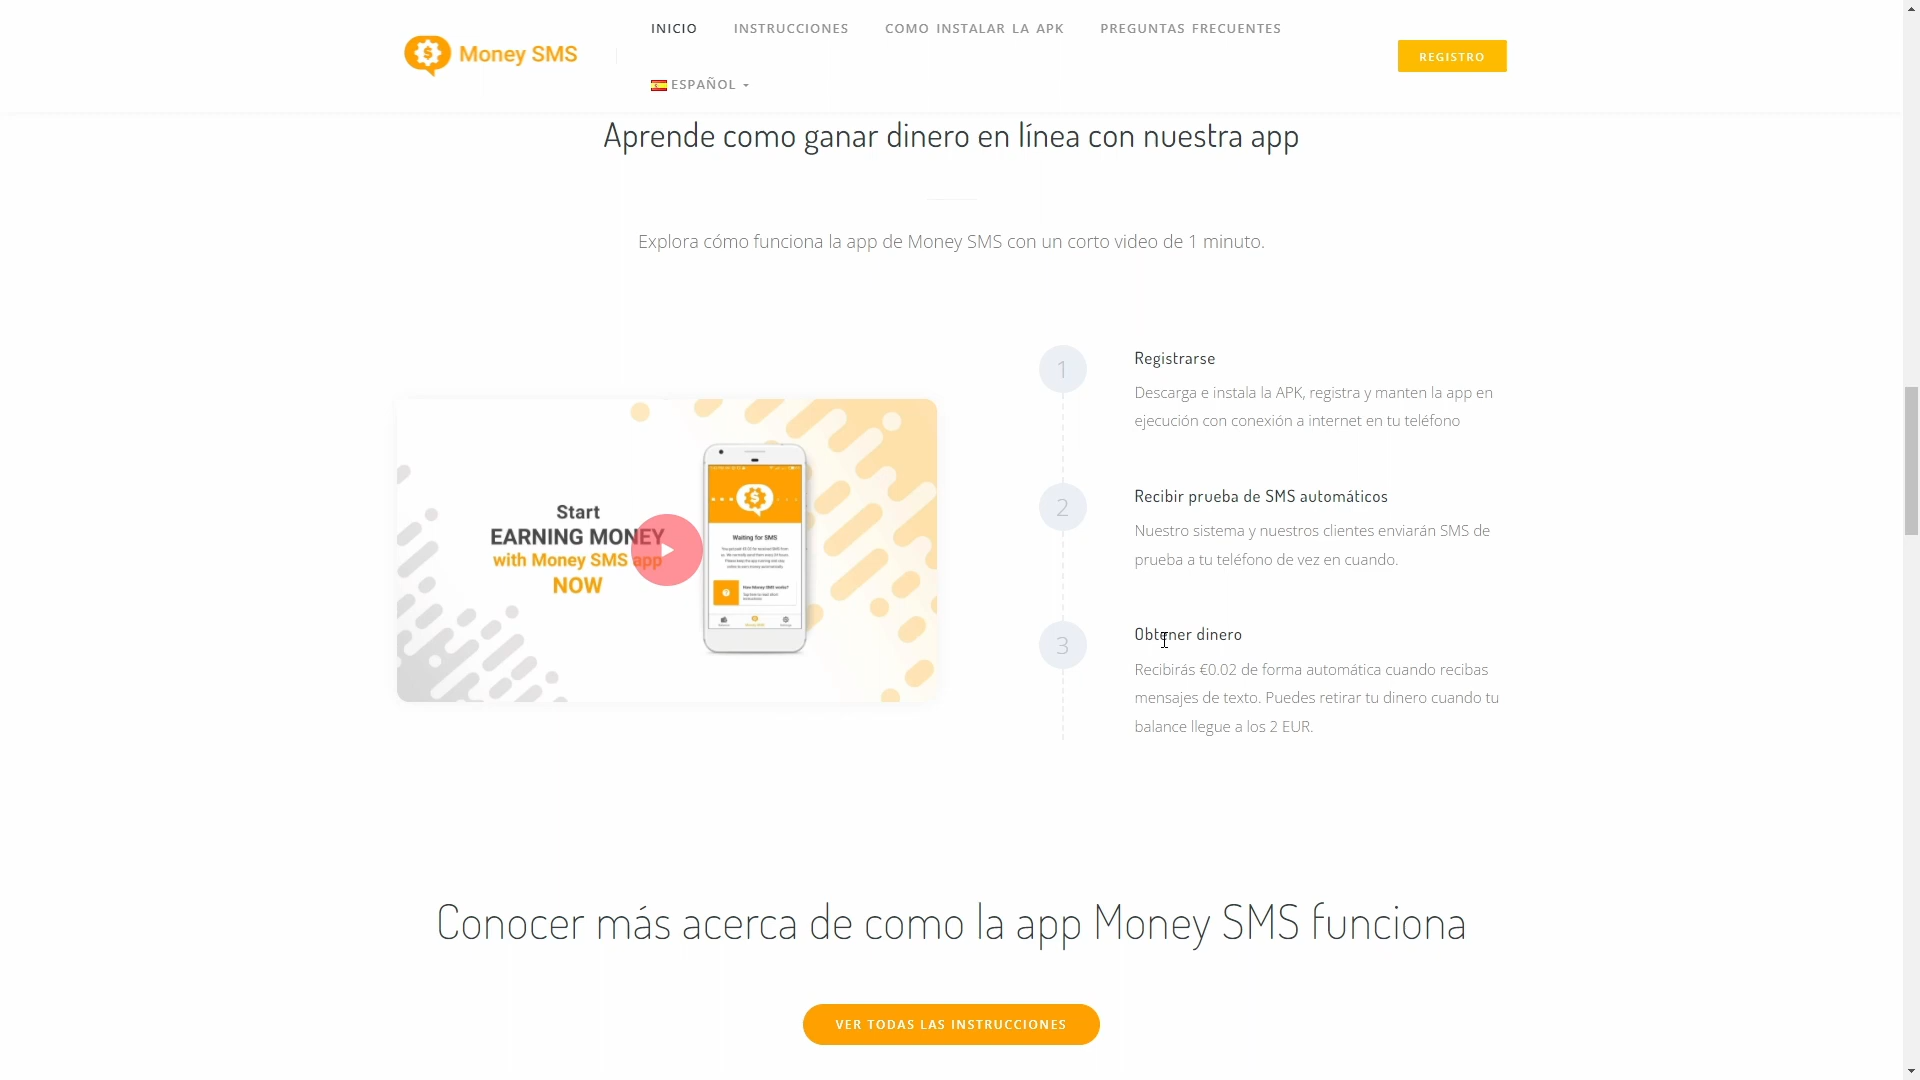 Money SMS
INICIO
INSTRUCCIONES
COMO INSTALAR LA APK
PREGUNTAS FRECUENTES
ESPAÑOL
REGISTRO
Aprende como ganar dinero en línea con nuestra app
Explora cómo funciona la app de Money SMS con un corto video de 1 minuto.
Start
EARNING MONEY
with Money SMS app
NOW
Waiting for SMS
How Money SMS works?
1
Registrarse
Descarga e instala la APK, registra y manten la app en
ejecución con conexión a internet en tu teléfono
2
Recibir prueba de SMS automáticos
Nuestro sistema y nuestros clientes enviarán SMS de
prueba a tu teléfono de vez en cuando.
3
Obtener dinero
Recibirás €0.02 de forma automática cuando recibas
mensajes de texto. Puedes retirar tu dinero cuando tu
balance llegue a los 2 EUR.
Conocer más acerca de como la app Money SMS funciona
VER TODAS LAS INSTRUCCIONES